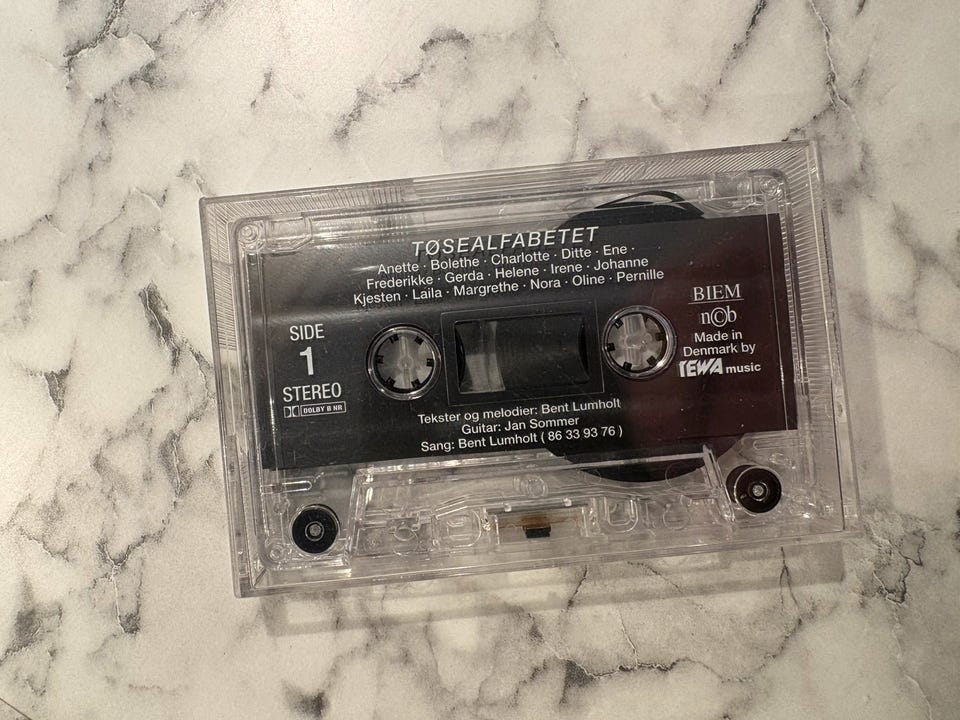 TØSEALFABETET
Anette · Bolethe · Charlotte · Ditte · Ene ·
Frederikke · Gerda · Helene · Irene · Johanne
Kjesten · Laila · Margrethe · Nora · Oline · Pernille
SIDE
1
STEREO
DOLBY B NR
BIEM
n©b
Made in
Denmark by
TEWA music
Tekster og melodier: Bent Lumholt
Guitar: Jan Sommer
Sang: Bent Lumholt ( 86 33 93 76 )